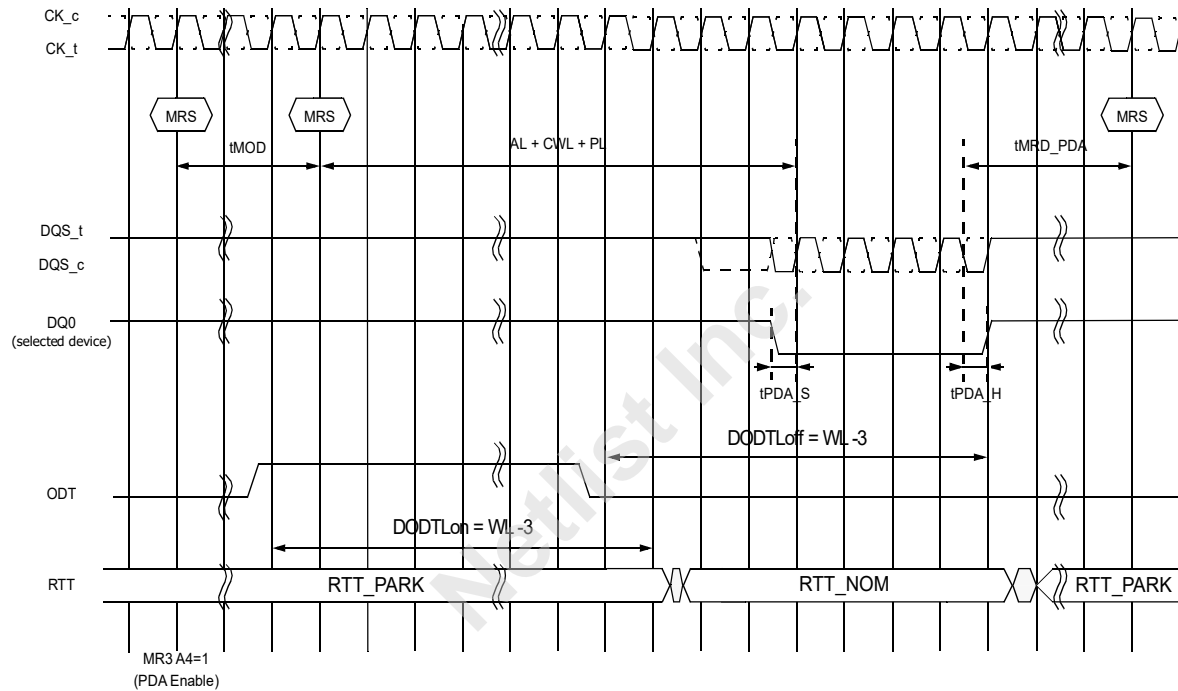 CK_c
CK_t
MRS
MRS
MRS
tMOD
AL + CWL + PL
tMRD_PDA
DQS_t
DQS_c
DQ0
(selected device)
tPDA_S
tPDA_H
DODTLoff = WL -3
ODT
DODTLon = WL -3
RTT
RTT_PARK
RTT_NOM
RTT_PARK
MR3 A4=1
(PDA Enable)
Netlist Inc.